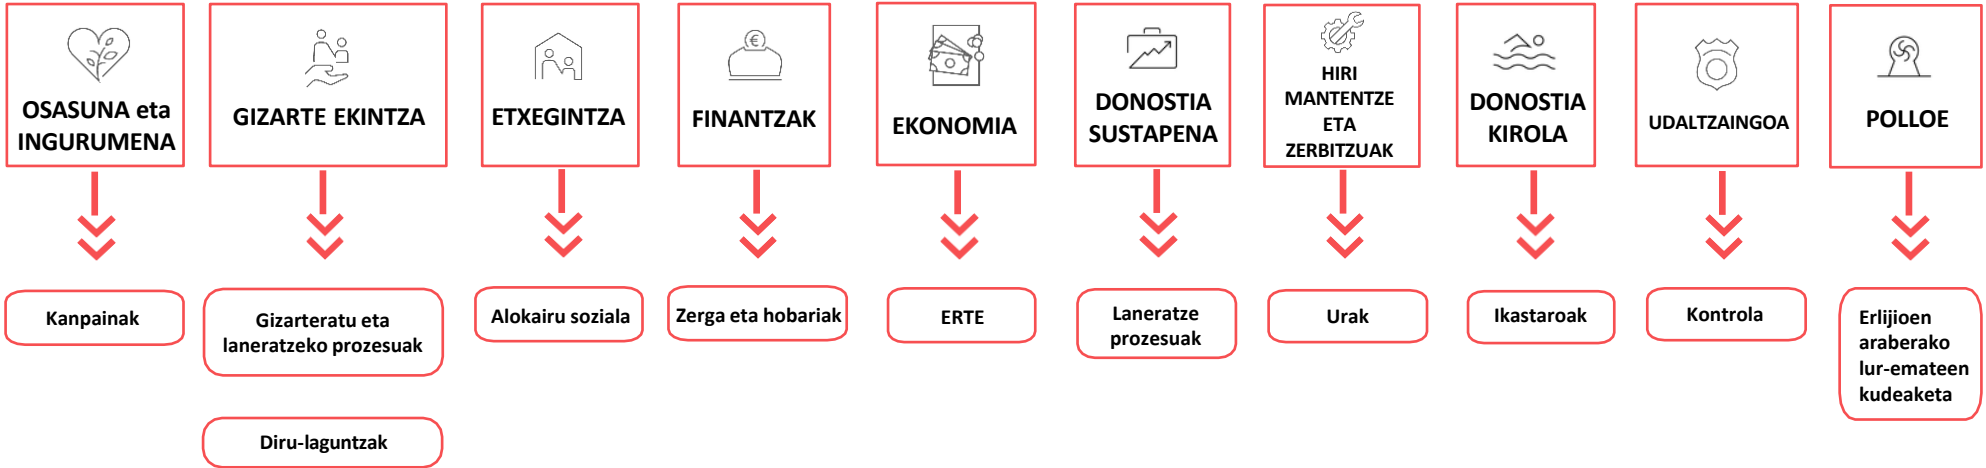 OSASUNA eta
INGURUMENA
GIZARTE EKINTZA
ETXEGINTZA
FINANTZAK
€
EKONOMIA
DONOSTIA
SUSTAPENA
HIRI
MANTENTZE
ETA
ZERBITZUAK
DONOSTIA
KIROLA
UDALTZAINGOA
POLLOE
Kanpainak
Gizarteratu eta
laneratzeko prozesuak
Diru-laguntzak
Alokairu soziala
Zerga eta hobariak
ERTE
Laneratze
prozesuak
Urak
Ikastaroak
Kontrola
Erlijioen
araberako
lur-emateen
kudeaketa